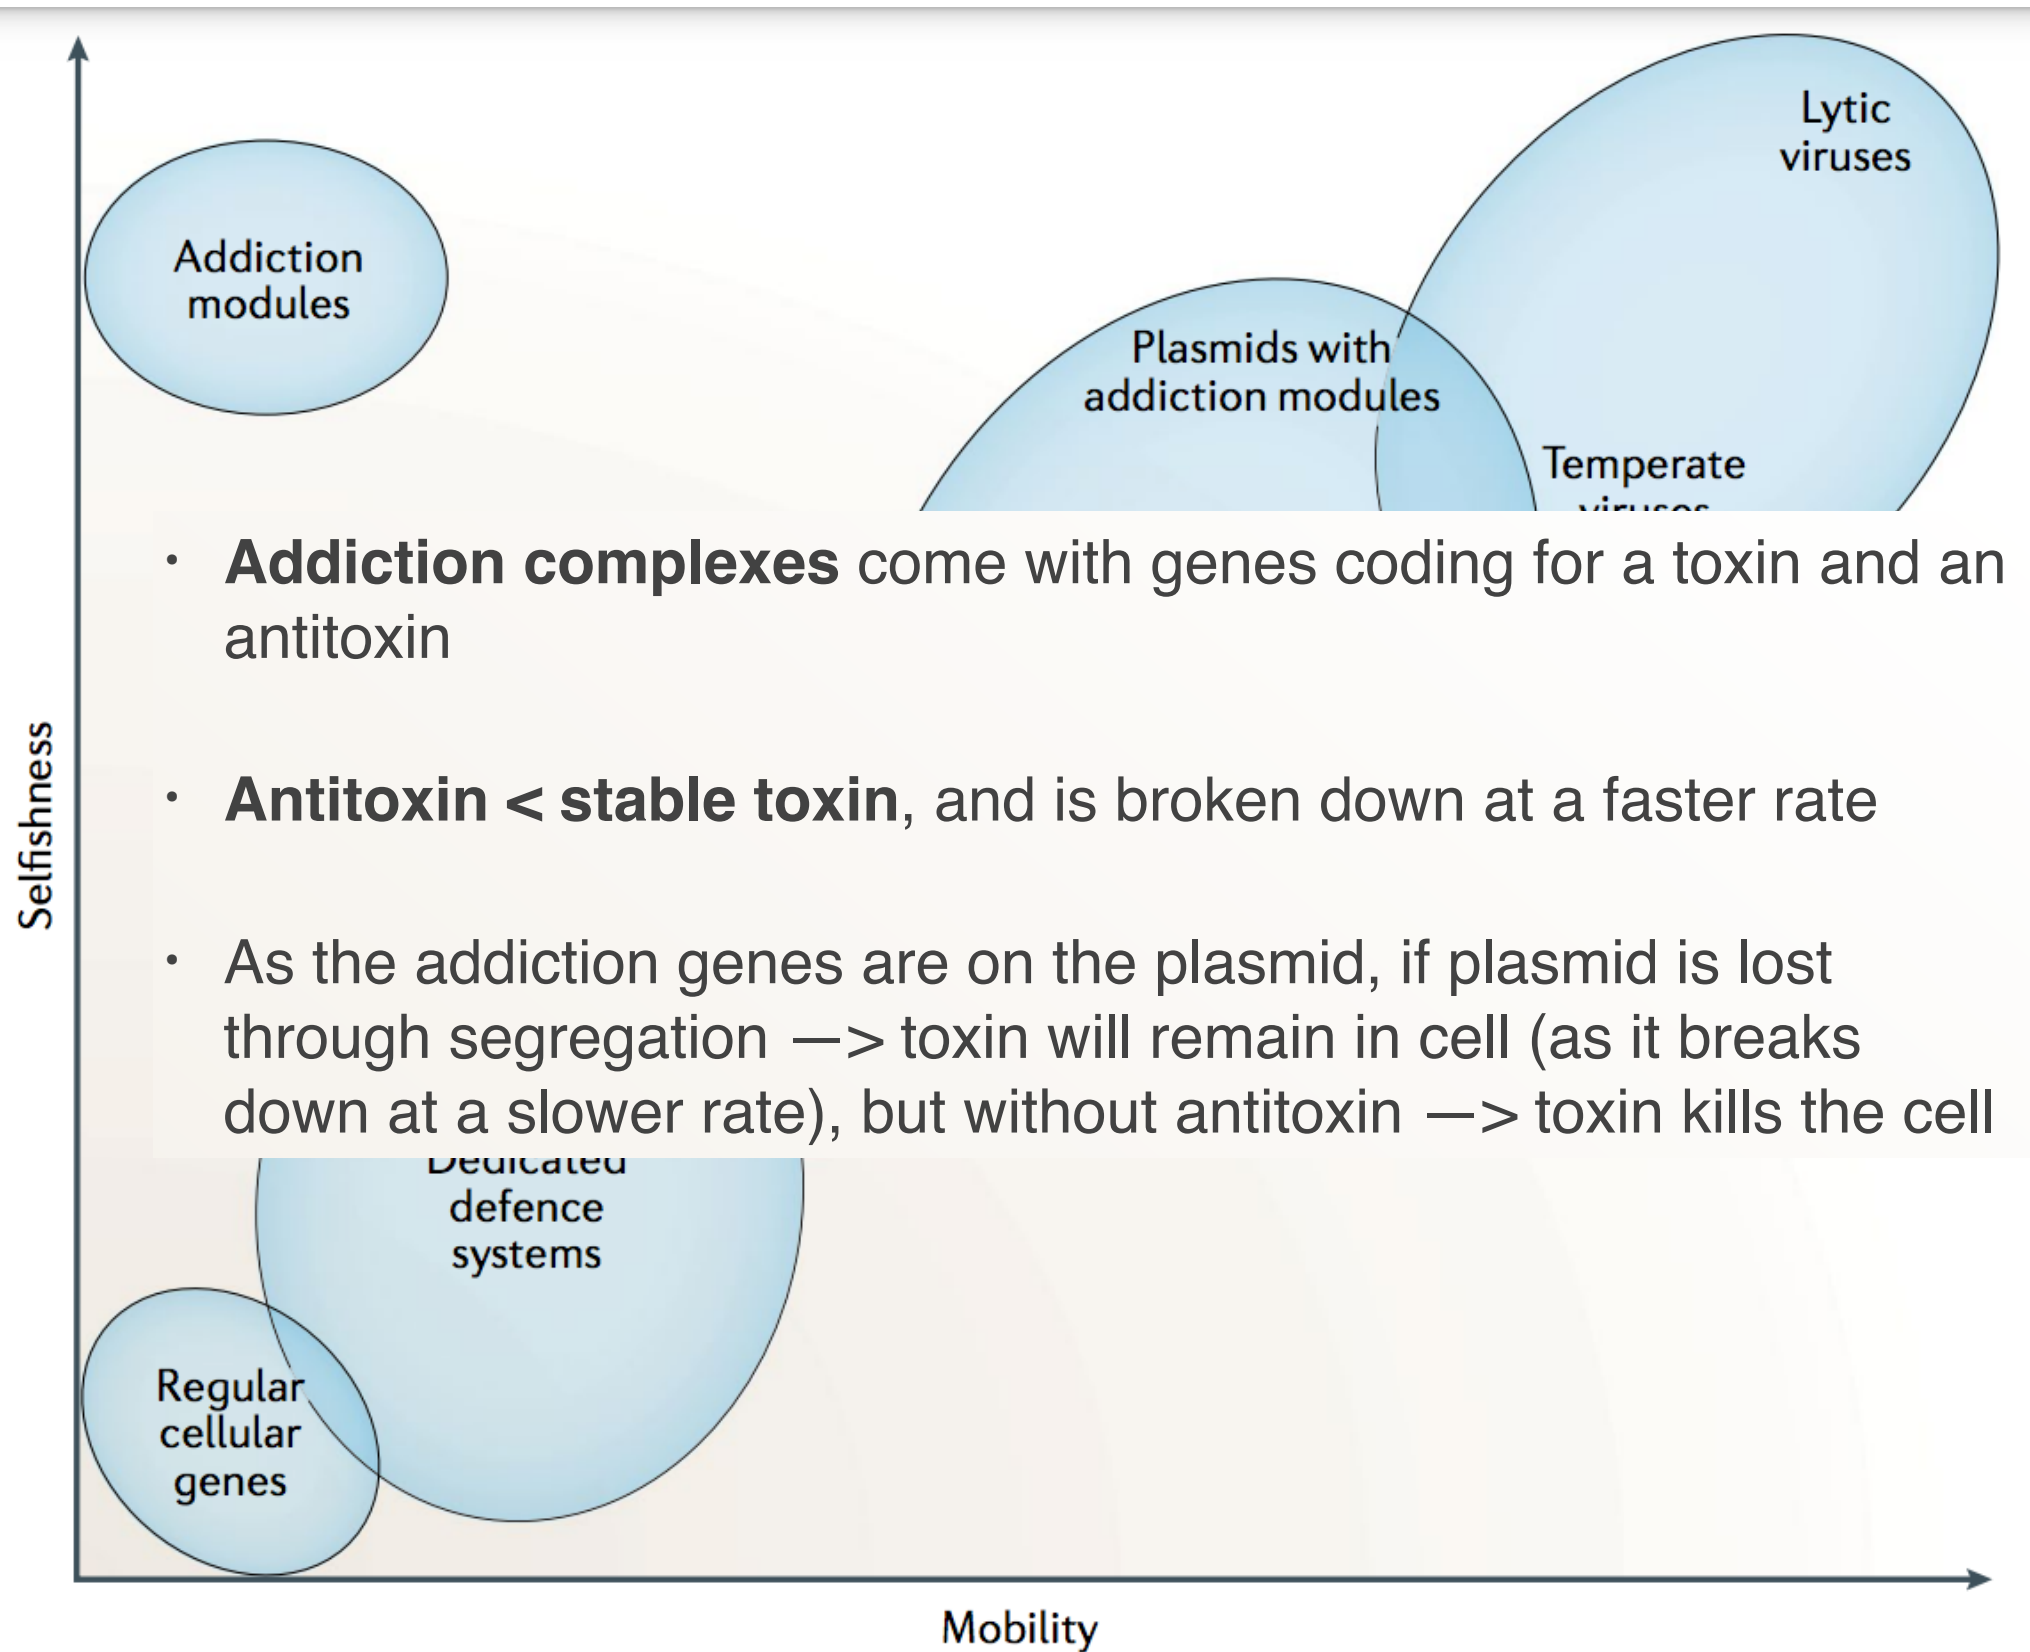 Lytic
viruses
Addiction
modules
Plasmids with
addiction modules
Temperate
viruses
• Addiction complexes come with genes coding for a toxin and an
antitoxin
• Antitoxin < stable toxin, and is broken down at a faster rate
• As the addiction genes are on the plasmid, if plasmid is lost
through segregation —> toxin will remain in cell (as it breaks
down at a slower rate), but without antitoxin —> toxin kills the cell
Selfishness
Dedicated
defence
systems
Regular
cellular
genes
Mobility